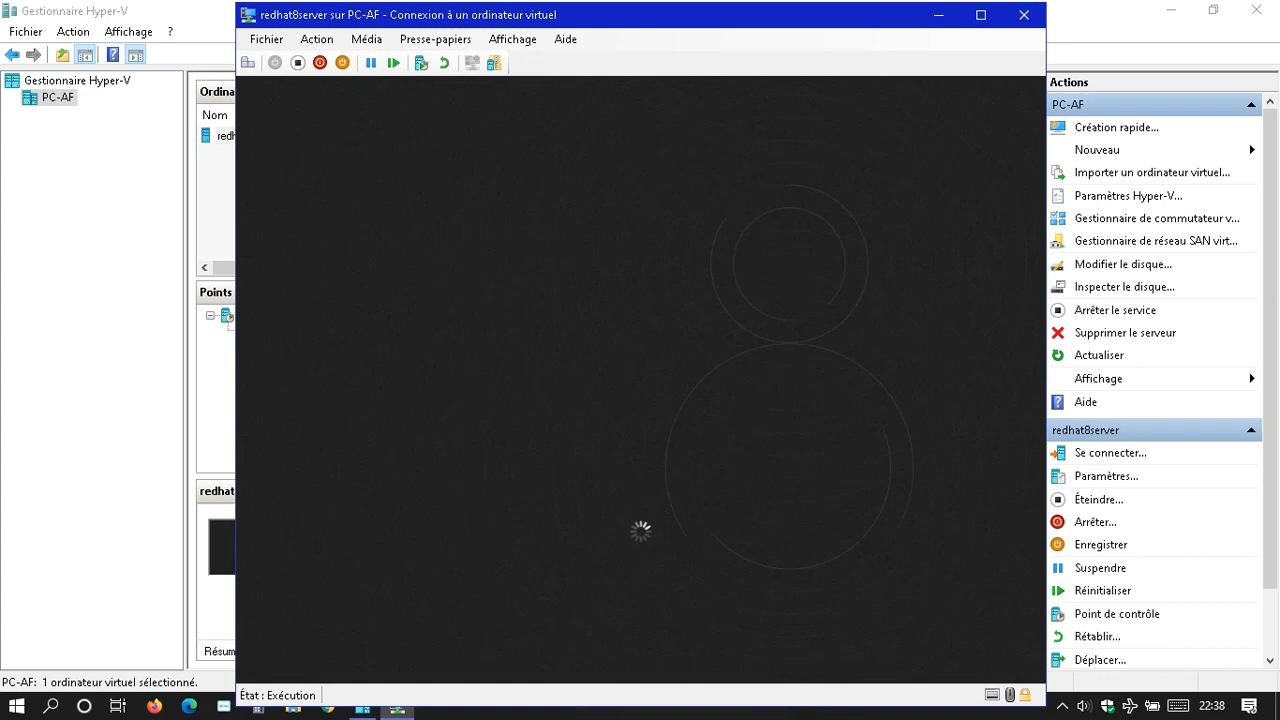 Gestionnaire Hyper-V
Fichier Action Affichage ?
Gestionnaire Hyper-V
PC-AF
Ordina
Nom
redh
Points
redhat
Résum
PC-AF: 1 ordinateur virtuel sélectionné.
redhat8server sur PC-AF - Connexion à un ordinateur virtuel
Fichier Action Média Presse-papiers Affichage Aide
État : Exécution
Actions
PC-AF
Création rapide...
Nouveau
Importer un ordinateur virtuel...
Paramètres Hyper-V...
Gestionnaire de commutateur v...
Gestionnaire de réseau SAN virt...
Modifier le disque...
Inspecter le disque...
Arrêter le service
Supprimer le serveur
Actualiser
Affichage
Aide
redhat8server
Se connecter...
Paramètres...
Éteindre...
Arrêter...
Enregistrer
Suspendre
Réinitialiser
Point de contrôle
Rétablir...
Déplacer...
22:38